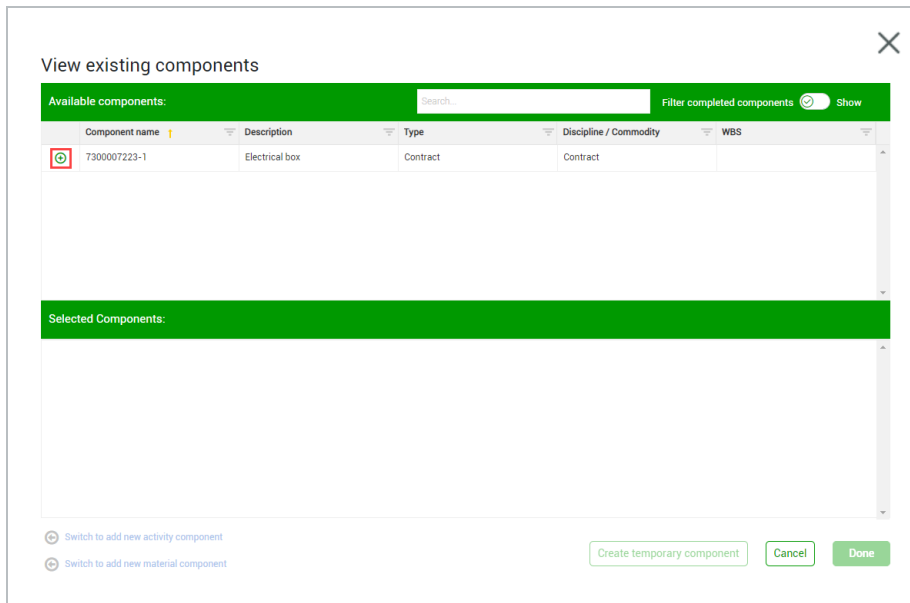 View existing components
Available components: Search... Filter completed components Show
Component name Description Type Discipline / Commodity WBS
7300007223-1 Electrical box Contract Contract
Selected Components:
Switch to add new activity component
Switch to add new material component
Create temporary component Cancel Done